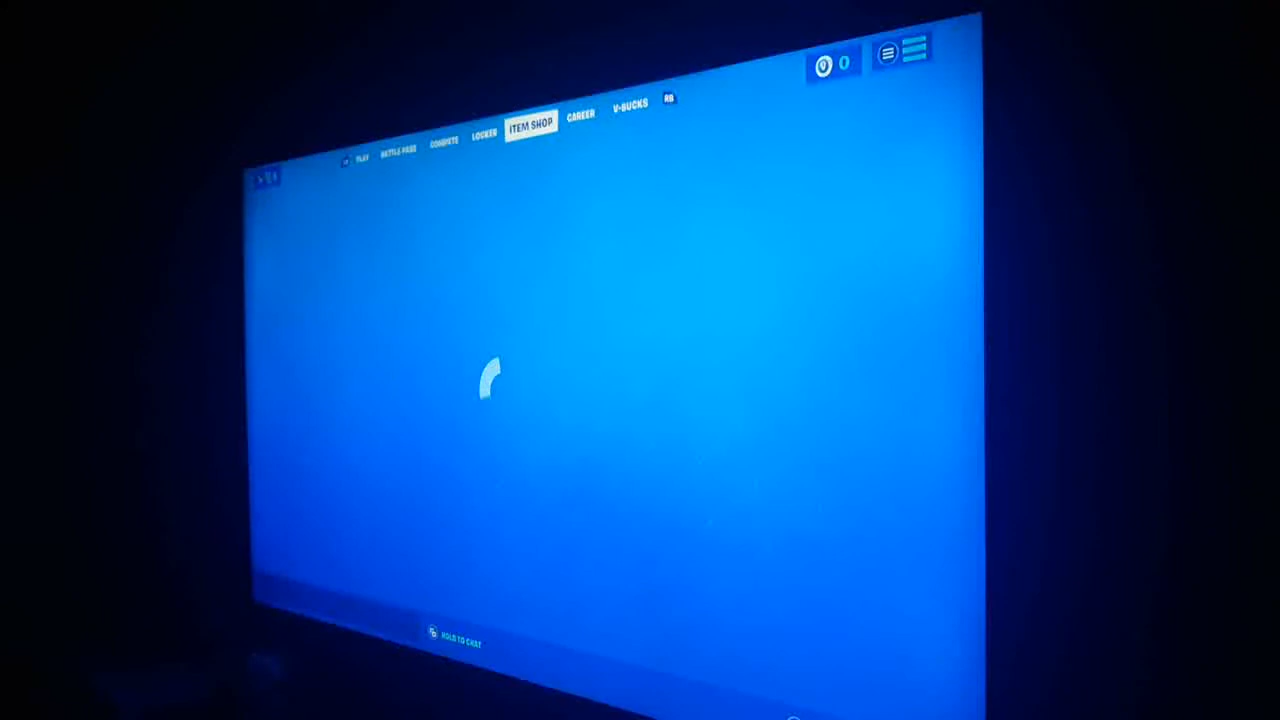 0
PLAY BATTLE PASS COMPETE LOCKER ITEM SHOP CAREER V-BUCKS RB
HOLD TO CHAT